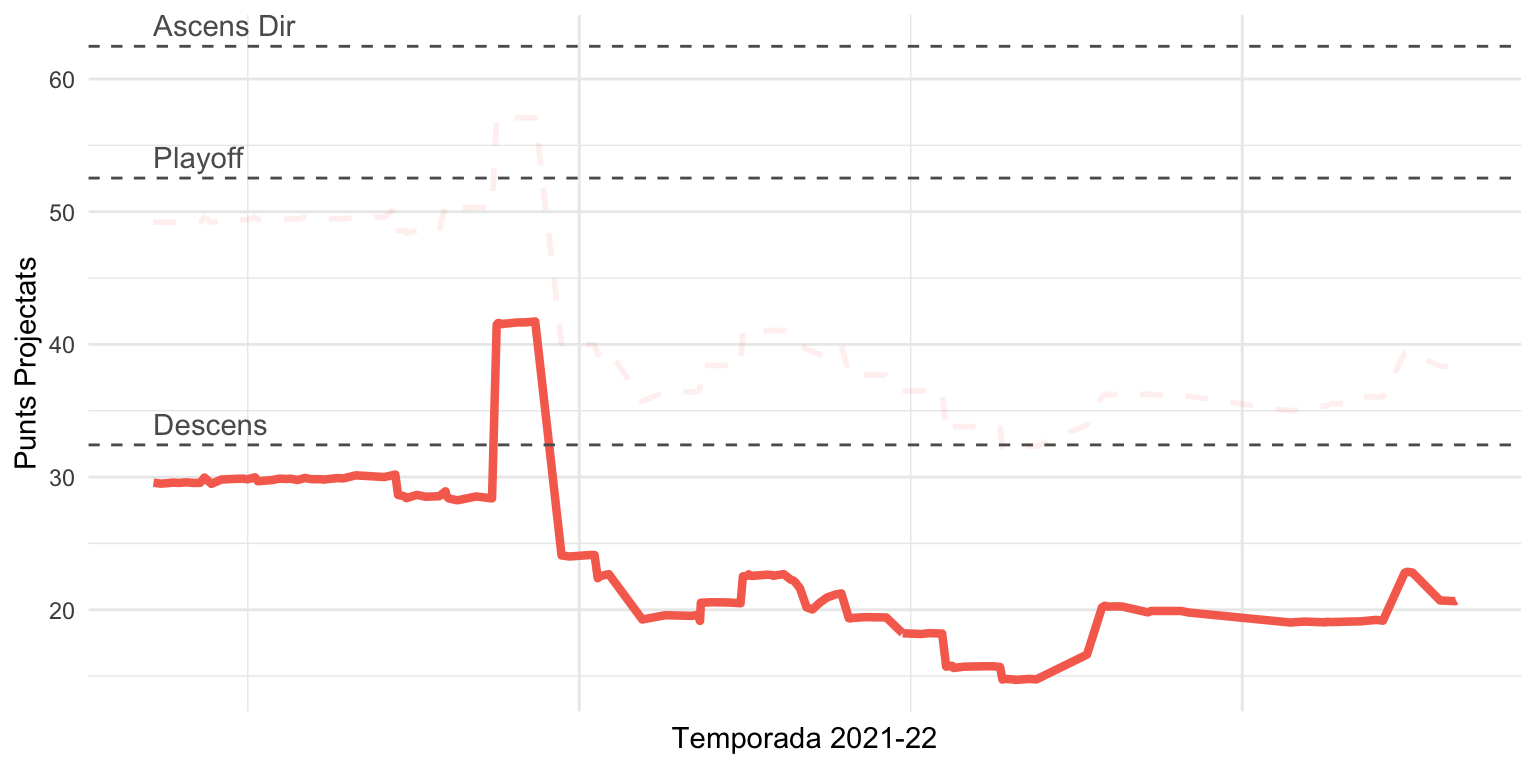 Ascens Dir
60
Playoff
50
40
Descens
30
20
Punts Projectats
Temporada 2021-22